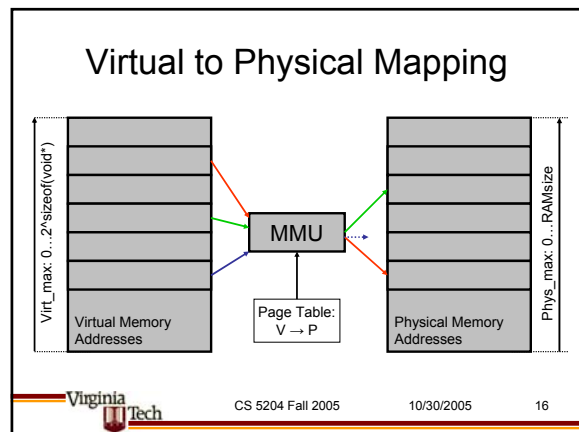 Virtual to Physical Mapping
Virt_max: 0...2^sizeof(void*)
Virtual Memory
Addresses
MMU
Page Table:
V → P
Physical Memory
Addresses
Phys_max: 0...RAMsize
Virginia
Tech
CS 5204 Fall 2005
10/30/2005
16